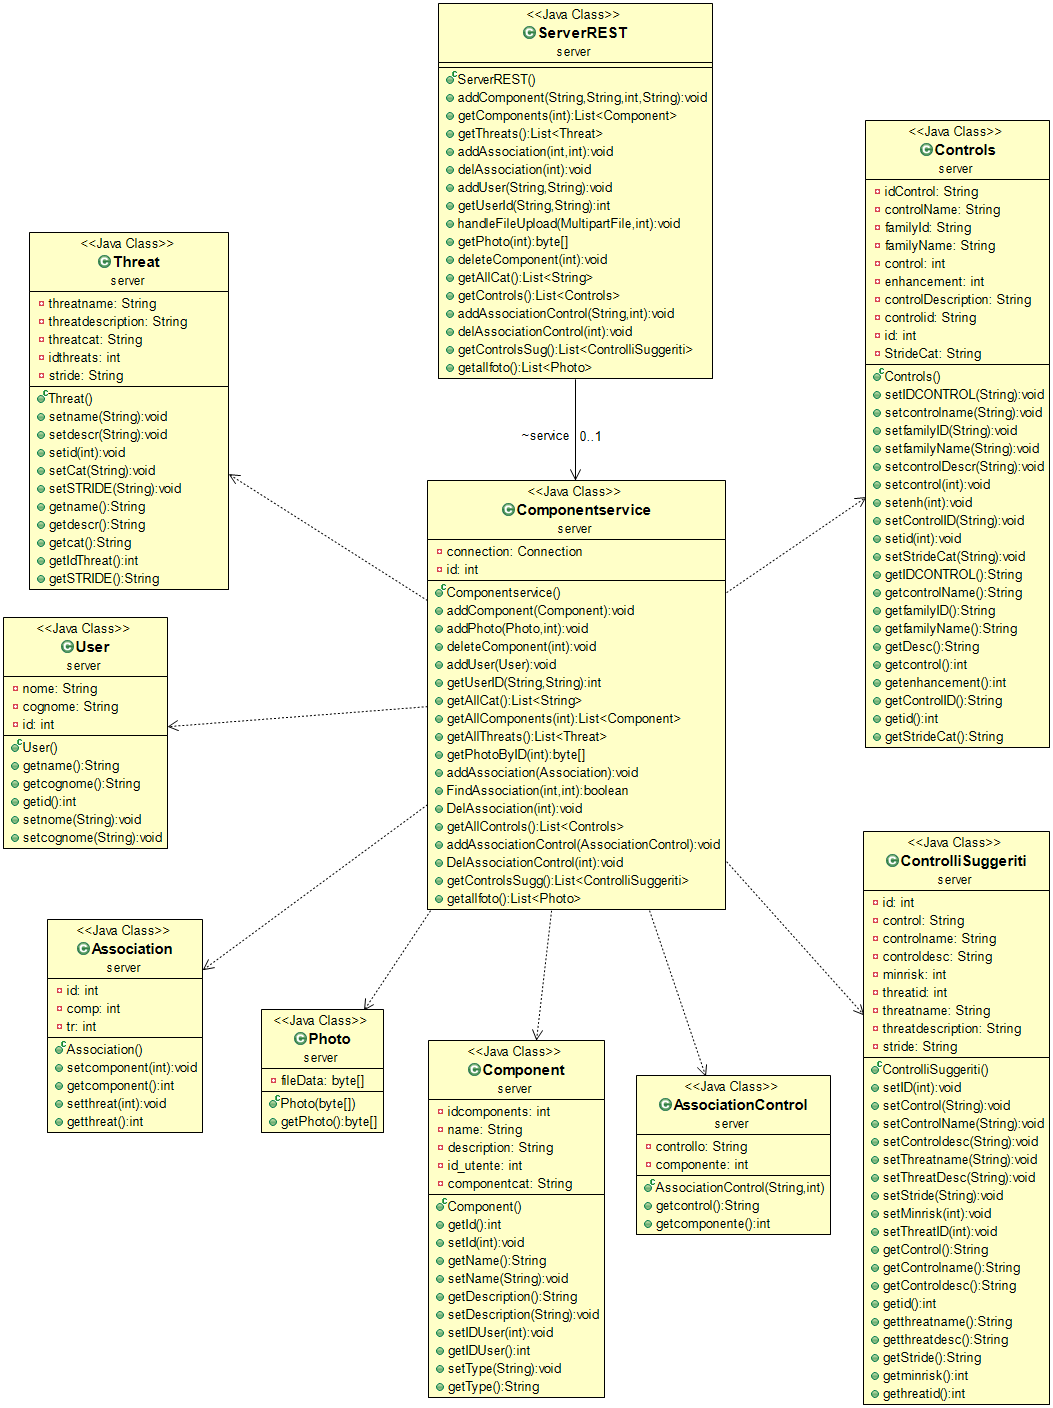 <<Java Class>>
ServerREST
server
ServerREST()
addComponent(String,String,int,String):void
getComponents(int):List<Component>
getThreats():List<Threat>
addAssociation(int,int):void
delAssociation(int):void
addUser(String,String):void
getUserId(String,String):int
handleFileUpload(MultipartFile,int):void
getPhoto(int):byte[]
deleteComponent(int):void
getAllCat():List<String>
getControls():List<Controls>
addAssociationControl(String,int):void
delAssociationControl(int):void
getControlsSug():List<ControlliSuggeriti>
getallfoto():List<Photo>
~service 0..1
<<Java Class>>
Controls
server
idControl: String
controlName: String
familyId: String
familyName: String
control: int
enhancement: int
controlDescription: String
controlid: String
id: int
StrideCat: String
Controls()
setIDCONTROL(String):void
setcontrolname(String):void
setfamilyID(String):void
setfamilyName(String):void
setcontrolDescr(String):void
setcontrol(int):void
setenh(int):void
setControlID(String):void
setid(int):void
setStrideCat(String):void
getIDCONTROL():String
getcontrolName():String
getfamilyID():String
getfamilyName():String
getDesc():String
getcontrol():int
getenhancement():int
getControlID():String
getid():int
getStrideCat():String
<<Java Class>>
Threat
server
threatname: String
threatdescription: String
threatcat: String
idthreats: int
stride: String
Threat()
setname(String):void
setdescr(String):void
setid(int):void
setCat(String):void
setSTRIDE(String):void
getname():String
getdescr():String
getcat():String
getIdThreat():int
getSTRIDE():String
<<Java Class>>
Componentservice
server
connection: Connection
id: int
Componentservice()
addComponent(Component):void
addPhoto(Photo,int):void
deleteComponent(int):void
addUser(User):void
getUserID(String,String):int
getAllCat():List<String>
getAllComponents(int):List<Component>
getAllThreats():List<Threat>
getPhotoByID(int):byte[]
addAssociation(Association):void
FindAssociation(int,int):boolean
DelAssociation(int):void
getAllControls():List<Controls>
addAssociationControl(AssociationControl):void
DelAssociationControl(int):void
getControlsSugg():List<ControlliSuggeriti>
getallfoto():List<Photo>
<<Java Class>>
User
server
nome: String
cognome: String
id: int
User()
getname():String
getcognome():String
getid():int
setnome(String):void
setcognome(String):void
<<Java Class>>
ControlliSuggeriti
server
id: int
control: String
controlname: String
controldesc: String
minrisk: int
threatid: int
threatname: String
threatdescription: String
stride: String
ControlliSuggeriti()
setID(int):void
setControl(String):void
setControlName(String):void
setControldesc(String):void
setThreatname(String):void
setThreatDesc(String):void
setStride(String):void
setMinrisk(int):void
setThreatID(int):void
getControl():String
getControlname():String
getControldesc():String
getid():int
getthreatname():String
getthreatdesc():String
getStride():String
getminrisk():int
gethreatid():int
<<Java Class>>
Association
server
id: int
comp: int
tr: int
Association()
setcomponent(int):void
getcomponent():int
setthreat(int):void
getthreat():int
<<Java Class>>
Photo
server
fileData: byte[]
Photo(byte[])
getPhoto():byte[]
<<Java Class>>
Component
server
idcomponents: int
name: String
description: String
id_utente: int
componentcat: String
Component()
getId():int
setId(int):void
getName():String
setName(String):void
getDescription():String
setDescription(String):void
setIDUser(int):void
getIDUser():int
setType(String):void
getType():String
<<Java Class>>
AssociationControl
server
controllo: String
componente: int
AssociationControl(String,int)
getcontrol():String
getcomponente():int